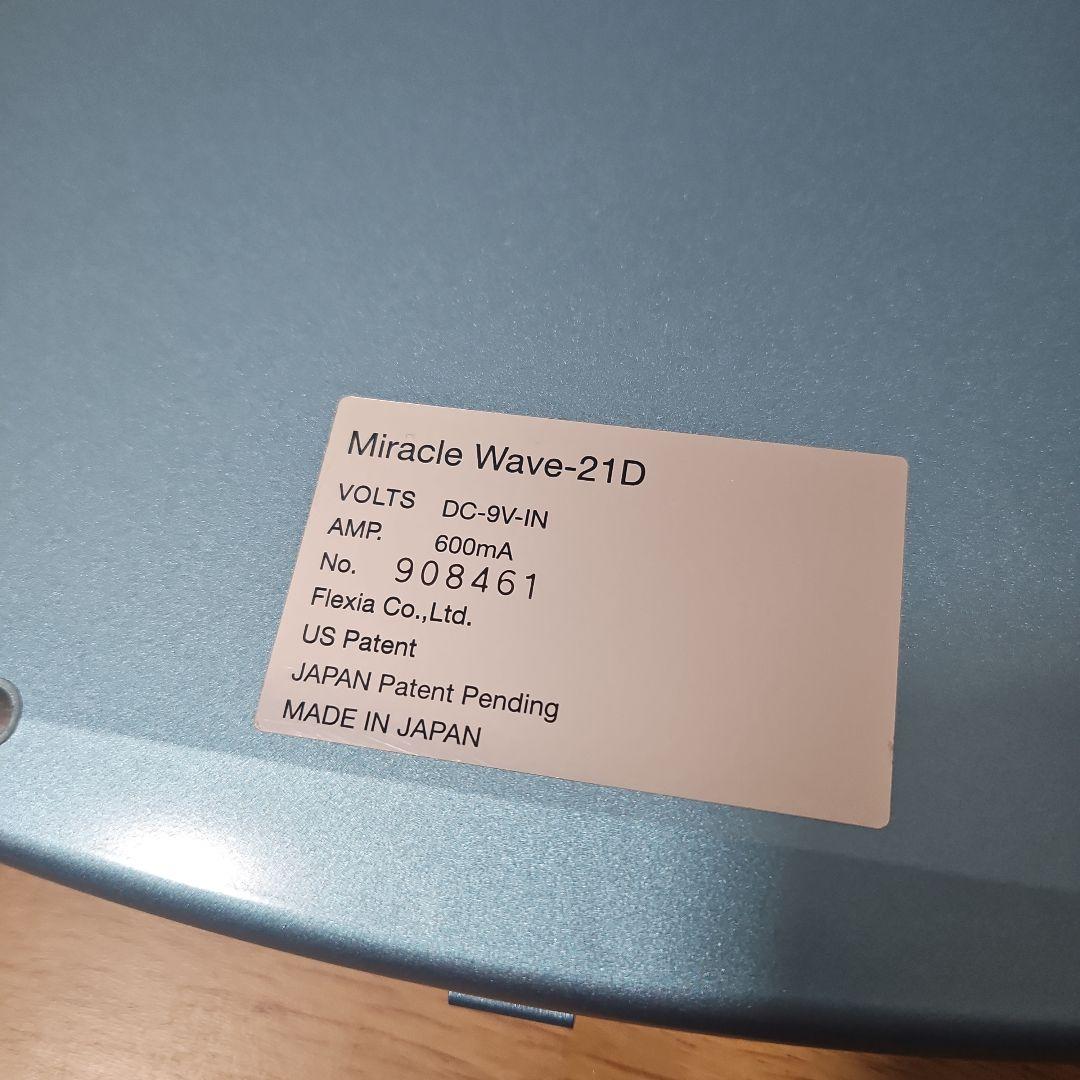 Miracle Wave-21D
VOLTS DC-9V-IN
AMP. 600mA
No. 908461
Flexia Co.,Ltd.
US Patent
JAPAN Patent Pending
MADE IN JAPAN